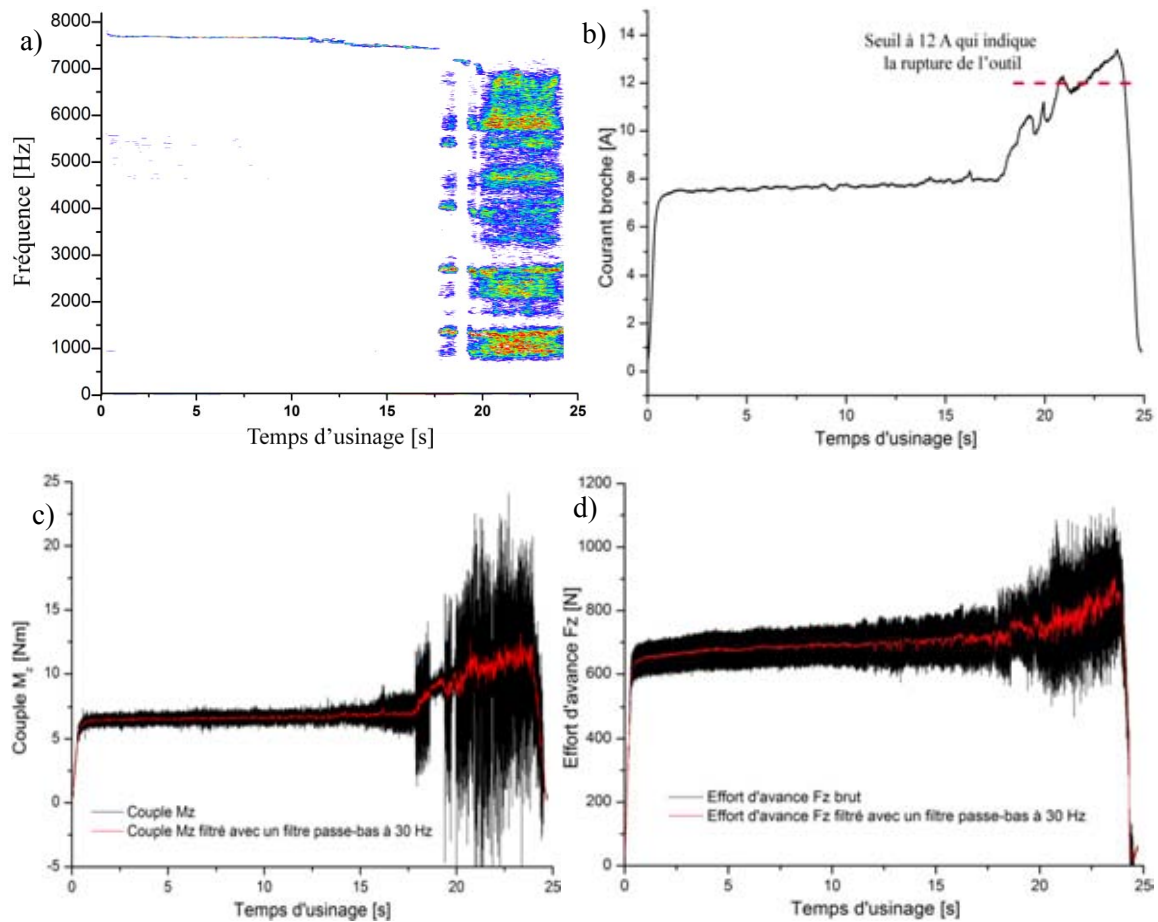 a)
8000
7000
6000
5000
4000
3000
2000
1000
0
Fréquence [Hz]
0 5 10 15 20 25
Temps d'usinage [s]
b)
Seuil à 12 A qui indique
la rupture de l'outil
14
12
10
8
6
4
2
0
Courant broche [A]
0 5 10 15 20 25
Temps d'usinage [s]
c)
25
20
15
10
5
0
-5
Couple Mz [Nm]
Couple Mz
Couple Mz filtré avec un filtre passe-bas à 30 Hz
0 5 10 15 20 25
Temps d'usinage [s]
d)
1200
1000
800
600
400
200
0
Effort d'avance Fz [N]
Effort d'avance Fz brut
Effort d'avance Fz filtré avec un filtre passe-bas à 30 Hz
0 5 10 15 20 25
Temps d'usinage [s]